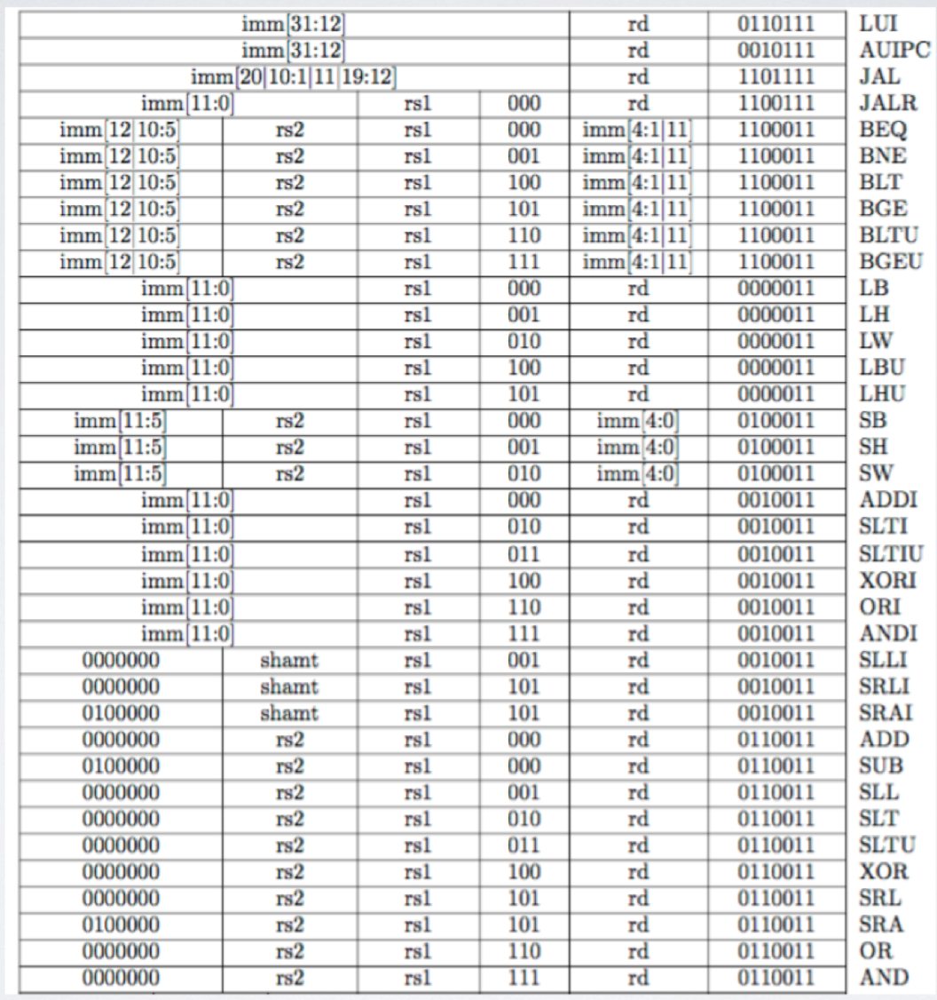 imm[31:12] rd 0110111 LUI
imm[31:12] rd 0010111 AUIPC
imm[20|10:1|11|19:12] rd 1101111 JAL
imm[11:0] rs1 000 rd 1100111 JALR
imm[12|10:5] rs2 rs1 000 imm[4:1|11] 1100011 BEQ
imm[12|10:5] rs2 rs1 001 imm[4:1|11] 1100011 BNE
imm[12|10:5] rs2 rs1 100 imm[4:1|11] 1100011 BLT
imm[12|10:5] rs2 rs1 101 imm[4:1|11] 1100011 BGE
imm[12|10:5] rs2 rs1 110 imm[4:1|11] 1100011 BLTU
imm[12|10:5] rs2 rs1 111 imm[4:1|11] 1100011 BGEU
imm[11:0] rs1 000 rd 0000011 LB
imm[11:0] rs1 001 rd 0000011 LH
imm[11:0] rs1 010 rd 0000011 LW
imm[11:0] rs1 100 rd 0000011 LBU
imm[11:0] rs1 101 rd 0000011 LHU
imm[11:5] rs2 rs1 000 imm[4:0] 0100011 SB
imm[11:5] rs2 rs1 001 imm[4:0] 0100011 SH
imm[11:5] rs2 rs1 010 imm[4:0] 0100011 SW
imm[11:0] rs1 000 rd 0010011 ADDI
imm[11:0] rs1 010 rd 0010011 SLTI
imm[11:0] rs1 011 rd 0010011 SLTIU
imm[11:0] rs1 100 rd 0010011 XORI
imm[11:0] rs1 110 rd 0010011 ORI
imm[11:0] rs1 111 rd 0010011 ANDI
0000000 shamt rs1 001 rd 0010011 SLLI
0000000 shamt rs1 101 rd 0010011 SRLI
0100000 shamt rs1 101 rd 0010011 SRAI
0000000 rs2 rs1 000 rd 0110011 ADD
0100000 rs2 rs1 000 rd 0110011 SUB
0000000 rs2 rs1 001 rd 0110011 SLL
0000000 rs2 rs1 010 rd 0110011 SLT
0000000 rs2 rs1 011 rd 0110011 SLTU
0000000 rs2 rs1 100 rd 0110011 XOR
0000000 rs2 rs1 101 rd 0110011 SRL
0100000 rs2 rs1 101 rd 0110011 SRA
0000000 rs2 rs1 110 rd 0110011 OR
0000000 rs2 rs1 111 rd 0110011 AND